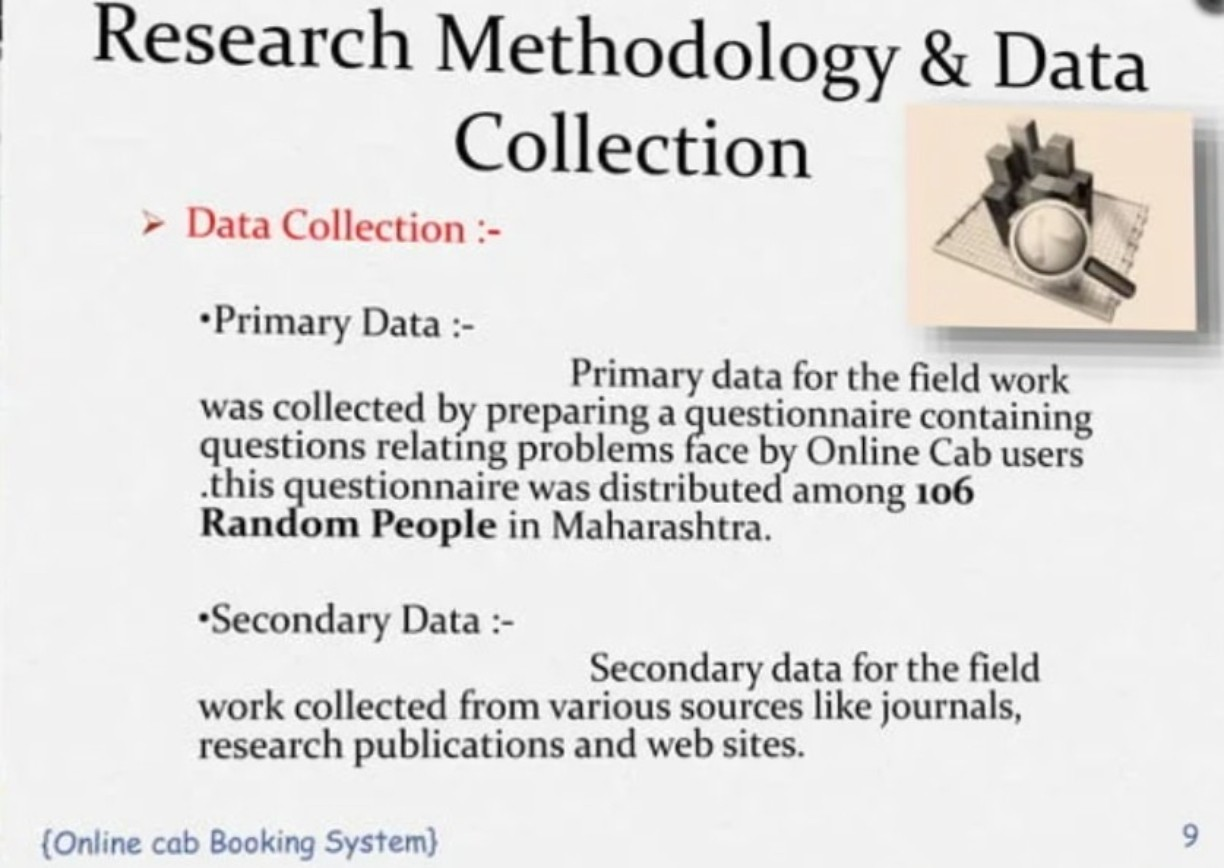 Research Methodology & Data
Collection
➢ Data Collection :-
•Primary Data :-
Primary data for the field work
was collected by preparing a questionnaire containing
questions relating problems face by Online Cab users
.this questionnaire was distributed among 106
Random People in Maharashtra.
•Secondary Data :-
Secondary data for the field
work collected from various sources like journals,
research publications and web sites.
{Online cab Booking System}
9